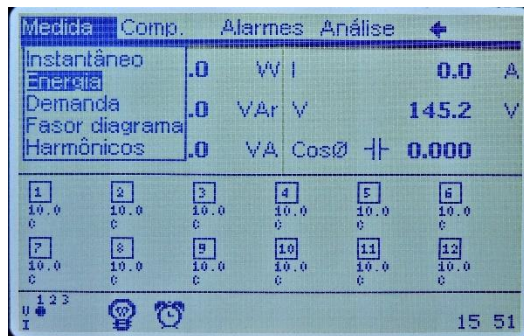 Medida Comp. Alarmes Análise
Instantâneo
Energia
Demanda
Fasor diagrama
Harmônicos
.0 W I 0.0 A
.0 VAr V 145.2 V
.0 VA CosØ 0.000
1 2 3 4 5 6
10.0 10.0 10.0 10.0 10.0 10.0
C C C C C C
7 8 9 10 11 12
10.0 10.0 10.0 10.0 10.0 10.0
C C C C C C
1 2 3
U
I
15 51